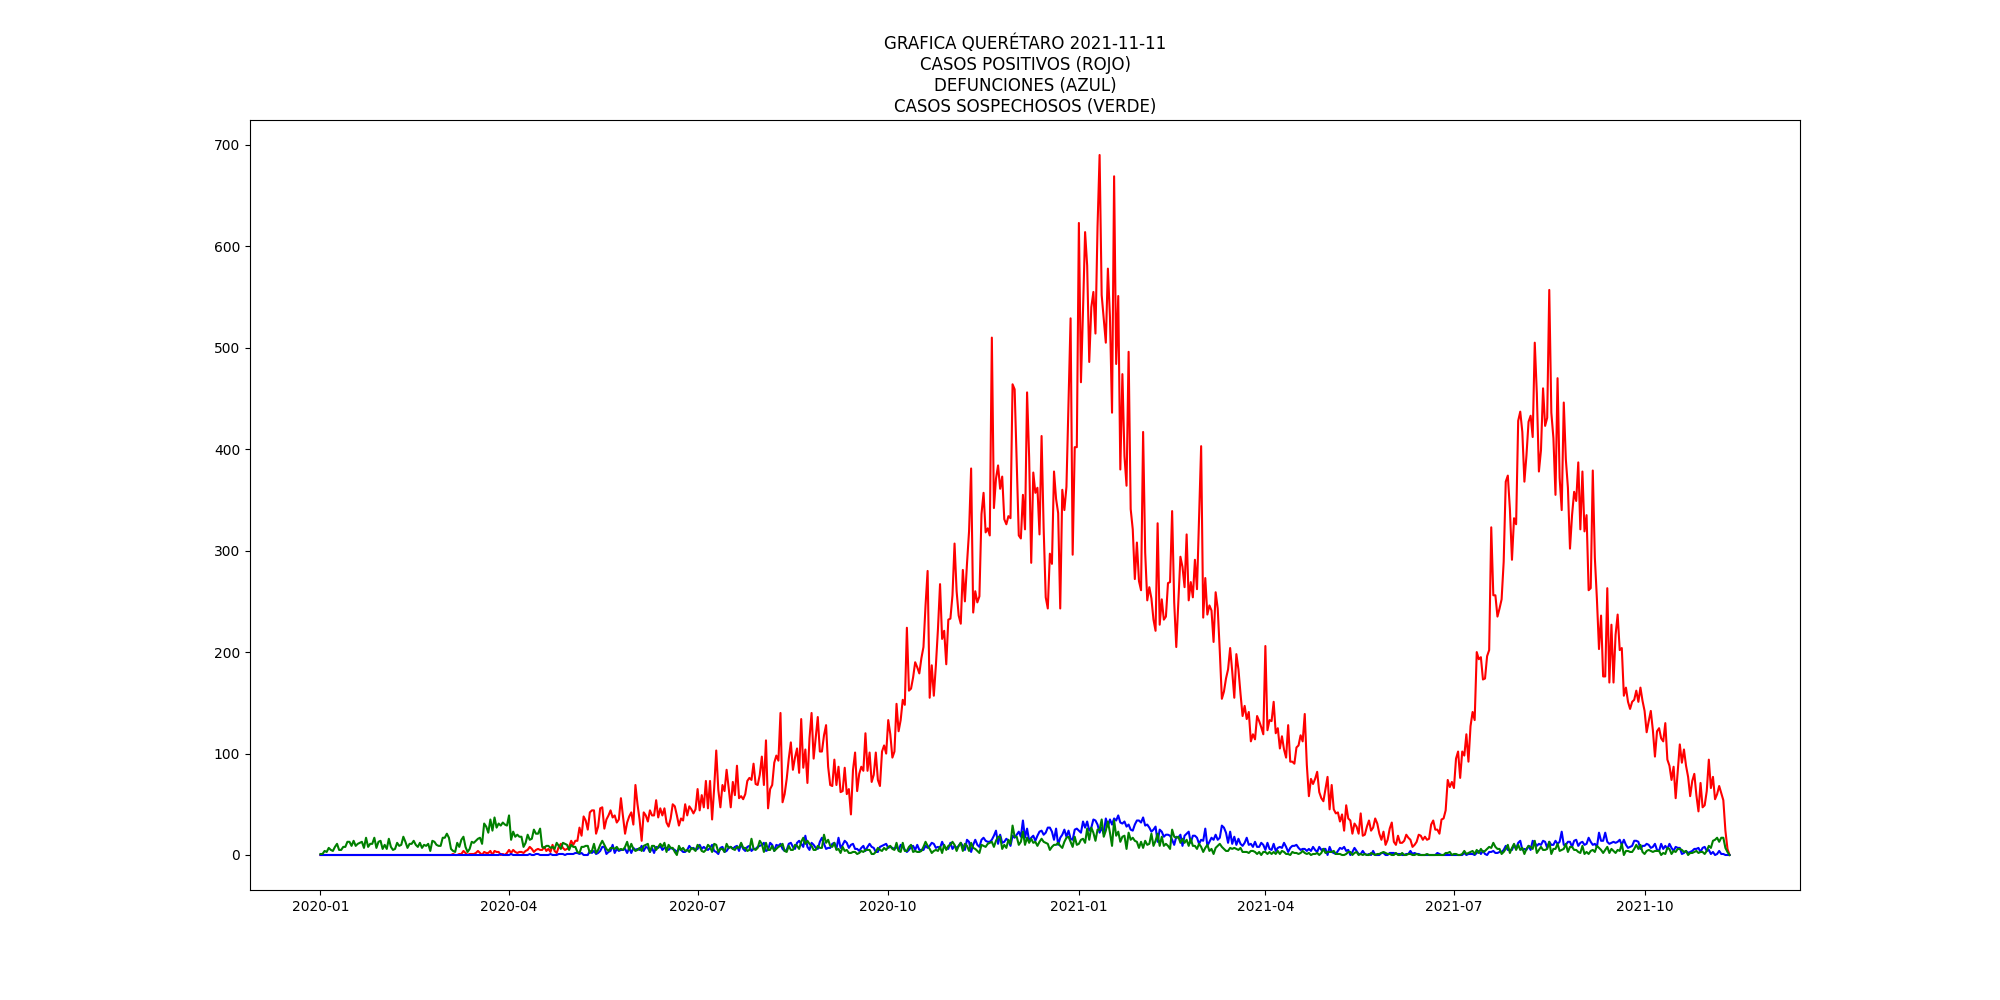 GRAFICA QUERÉTARO 2021-11-11
CASOS POSITIVOS (ROJO)
DEFUNCIONES (AZUL)
CASOS SOSPECHOSOS (VERDE)
700
600
500
400
300
200
100
0
2020-01 2020-04 2020-07 2020-10 2021-01 2021-04 2021-07 2021-10